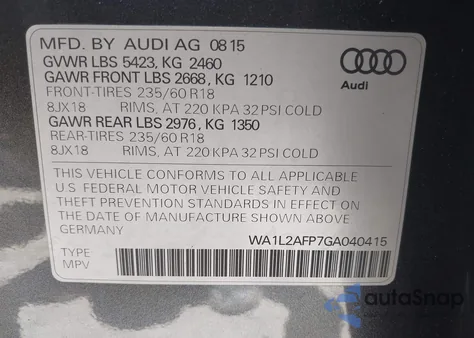 MFD. BY AUDI AG 08 15
GVWR LBS 5423, KG 2460
GAWR FRONT LBS 2668, KG 1210
FRONT-TIRES 235/60 R18
8JX18 RIMS, AT 220 KPA 32 PSI COLD
GAWR REAR LBS 2976, KG 1350
REAR-TIRES 235/60 R18
8JX18 RIMS, AT 220 KPA 32 PSI COLD
Audi
THIS VEHICLE CONFORMS TO ALL APPLICABLE
U.S. FEDERAL MOTOR VEHICLE SAFETY AND
THEFT PREVENTION STANDARDS IN EFFECT ON
THE DATE OF MANUFACTURE SHOWN ABOVE
GERMANY
WA1L2AFP7GA040415
TYPE
MPV
autoSnap